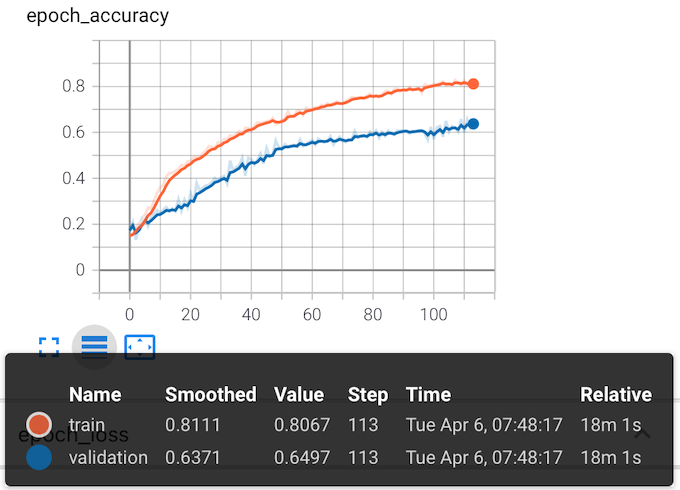 epoch_accuracy
0.8
0.6
0.4
0.2
0
0 20 40 60 80 100
Name Smoothed Value Step Time Relative
train 0.8111 0.8067 113 Tue Apr 6, 07:48:17 18m 1s
epoch_loss
validation 0.6371 0.6497 113 Tue Apr 6, 07:48:17 18m 1s